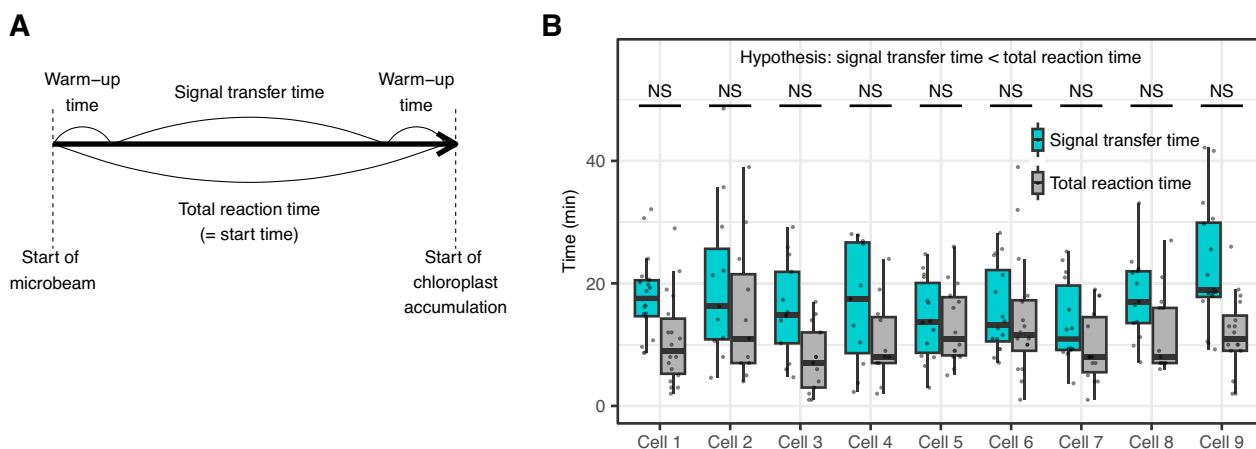 A
Warm−up
time
Signal transfer time
Warm−up
time
Total reaction time
(= start time)
Start of
microbeam
Start of
chloroplast
accumulation
B
Hypothesis: signal transfer time < total reaction time
NS NS NS NS NS NS NS NS NS
Signal transfer time
Total reaction time
Time (min)
40
20
0
Cell 1 Cell 2 Cell 3 Cell 4 Cell 5 Cell 6 Cell 7 Cell 8 Cell 9